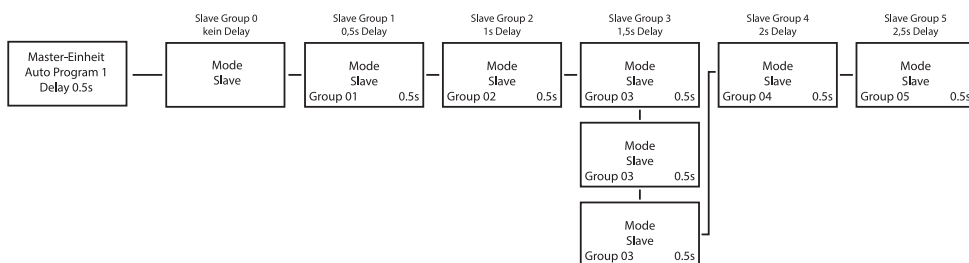 Slave Group 0
kein Delay
Slave Group 1
0,5s Delay
Slave Group 2
1s Delay
Slave Group 3
1,5s Delay
Slave Group 4
2s Delay
Slave Group 5
2,5s Delay
Master-Einheit
Auto Program 1
Delay 0.5s
Mode
Slave
Mode
Slave
Group 01 0.5s
Mode
Slave
Group 02 0.5s
Mode
Slave
Group 03 0.5s
Mode
Slave
Group 04 0.5s
Mode
Slave
Group 05 0.5s
Mode
Slave
Group 03 0.5s
Mode
Slave
Group 03 0.5s